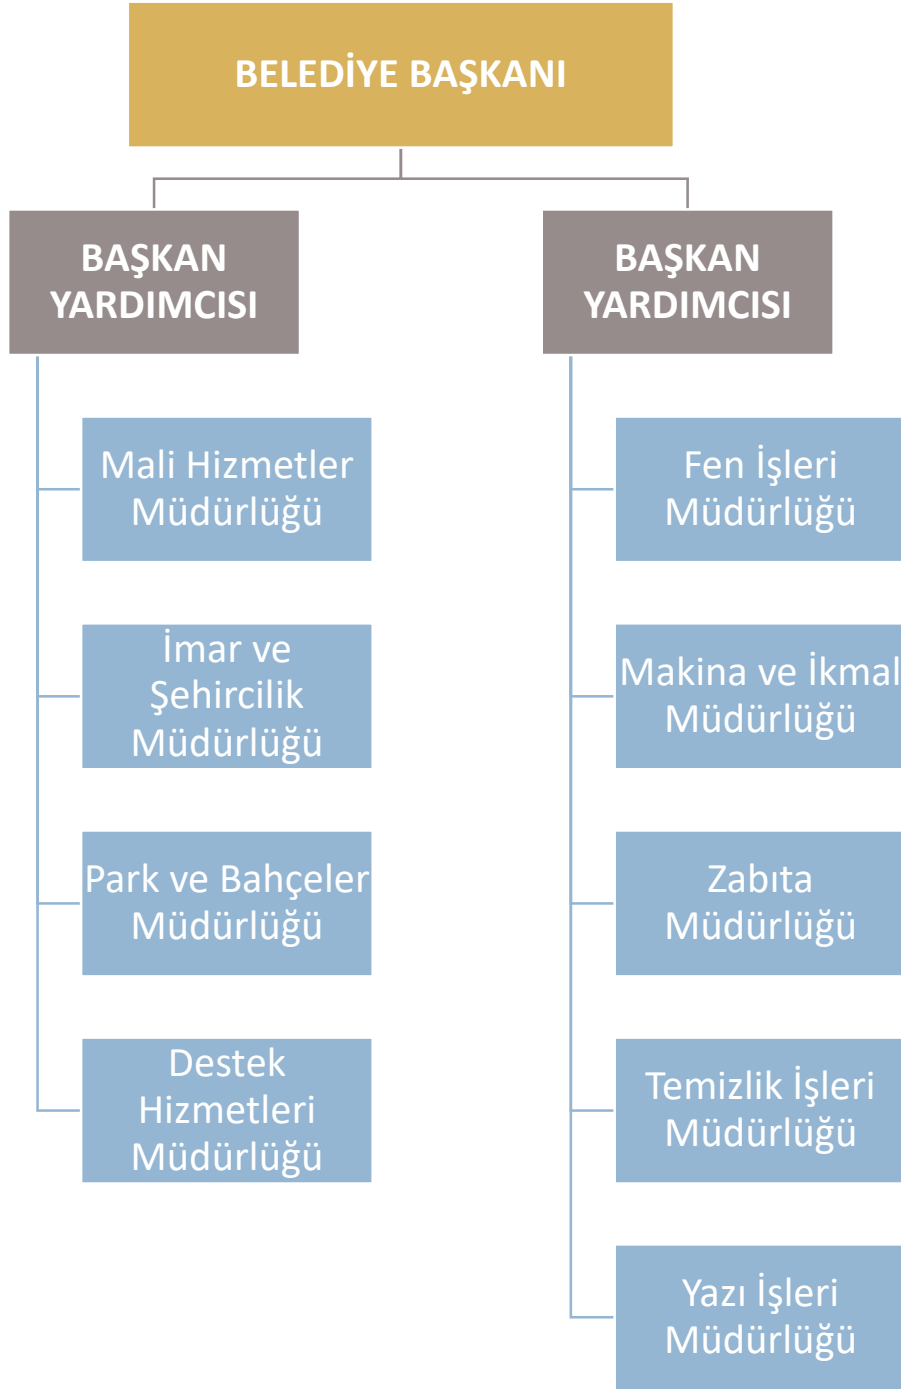 BELEDİYE BAŞKANI
BAŞKAN
YARDIMCISI
Mali Hizmetler
Müdürlüğü
İmar ve
Şehircilik
Müdürlüğü
Park ve Bahçeler
Müdürlüğü
Destek
Hizmetleri
Müdürlüğü
BAŞKAN
YARDIMCISI
Fen İşleri
Müdürlüğü
Makina ve İkmal
Müdürlüğü
Zabıta
Müdürlüğü
Temizlik İşleri
Müdürlüğü
Yazı İşleri
Müdürlüğü